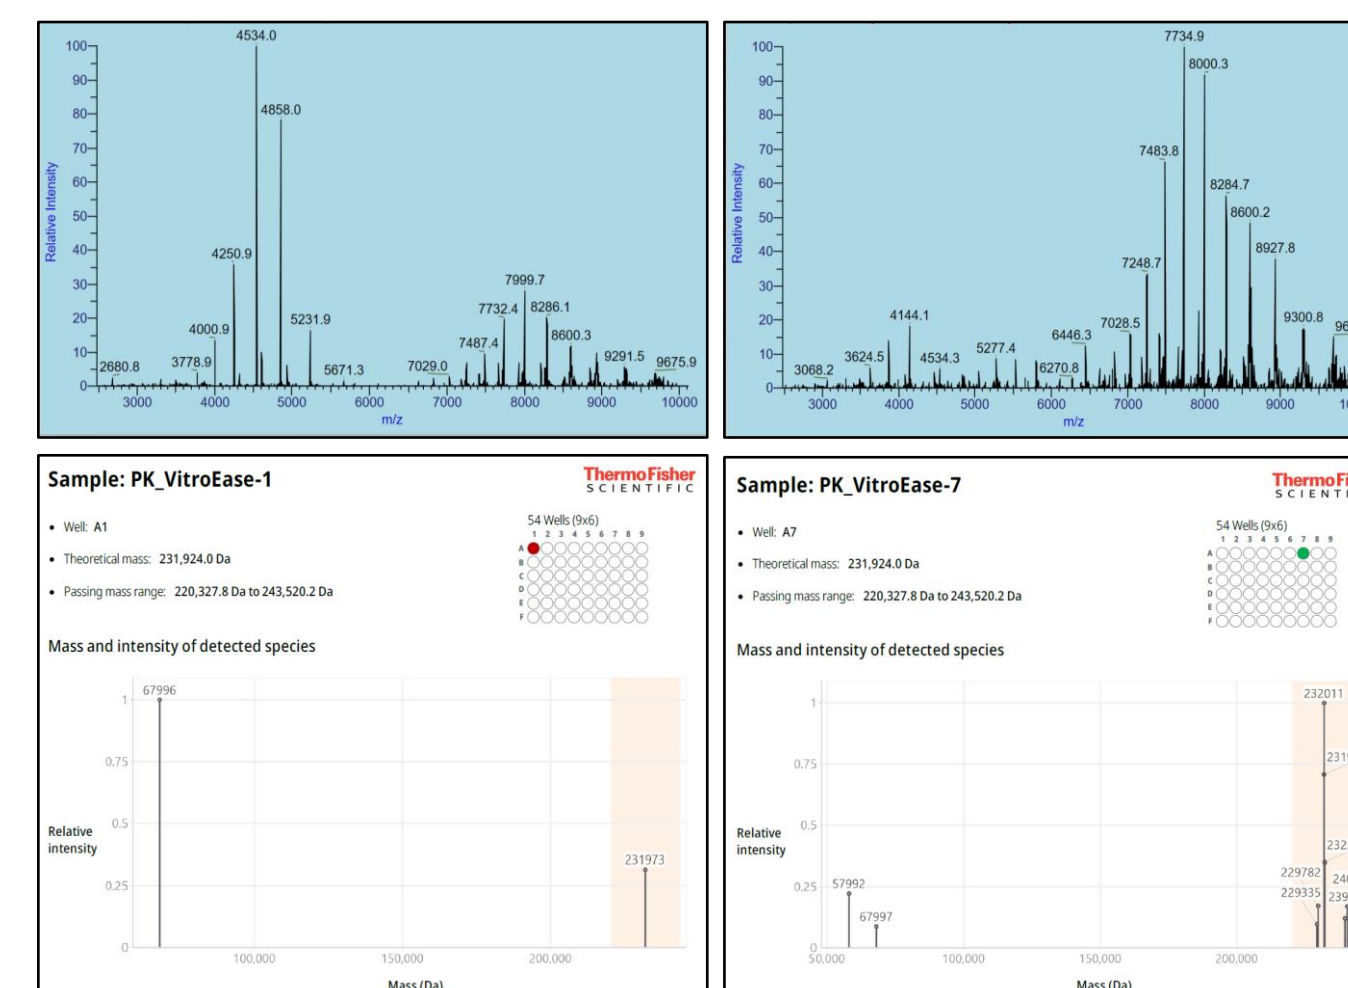 4534.0
4858.0
4250.9
4000.9
3778.9
2680.8
5231.9
5671.3
7029.0
7487.4
7732.4
7999.7
8286.1
8600.3
9291.5
9675.9
100
90
80
70
60
50
40
30
20
10
0
Relative Intensity
3000 4000 5000 6000 7000 8000 9000 10000
m/z
7734.9
8000.3
7483.8
8284.7
8600.2
8927.8
7248.7
7028.5
6446.3
9300.8
96
4144.1
3624.5
3068.2
4534.3
5277.4
6270.8
100
90
80
70
60
50
40
30
20
10
0
Relative Intensity
3000 4000 5000 6000 7000 8000 9000 10
m/z
Sample: PK_VitroEase-1
ThermoFisher
SCIENTIFIC
• Well: A1
• Theoretical mass: 231,924.0 Da
• Passing mass range: 220,327.8 Da to 243,520.2 Da
54 Wells (9x6)
1 2 3 4 5 6 7 8 9
A
B
C
D
E
F
Mass and intensity of detected species
67996
231973
1
0.75
0.5
0.25
0
Relative
intensity
100,000 150,000 200,000
Mass (Da)
Sample: PK_VitroEase-7
ThermoFi
SCIENTI
• Well: A7
• Theoretical mass: 231,924.0 Da
• Passing mass range: 220,327.8 Da to 243,520.2 Da
54 Wells (9x6)
1 2 3 4 5 6 7 8 9
A
B
C
D
E
F
Mass and intensity of detected species
232011
231
232
229782
229335
240
239
57992
67997
1
0.75
0.5
0.25
0
Relative
intensity
50,000 100,000 150,000 200,000
Mass (Da)